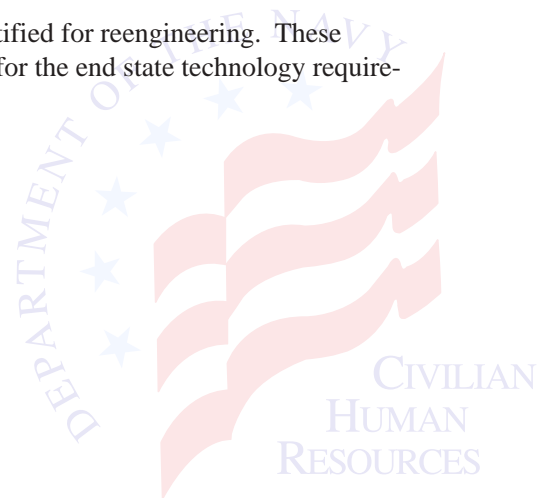 tified for reengineering. These
for the end state technology require-
DEPARTMENT OF THE NAVY
CIVILIAN
HUMAN
RESOURCES